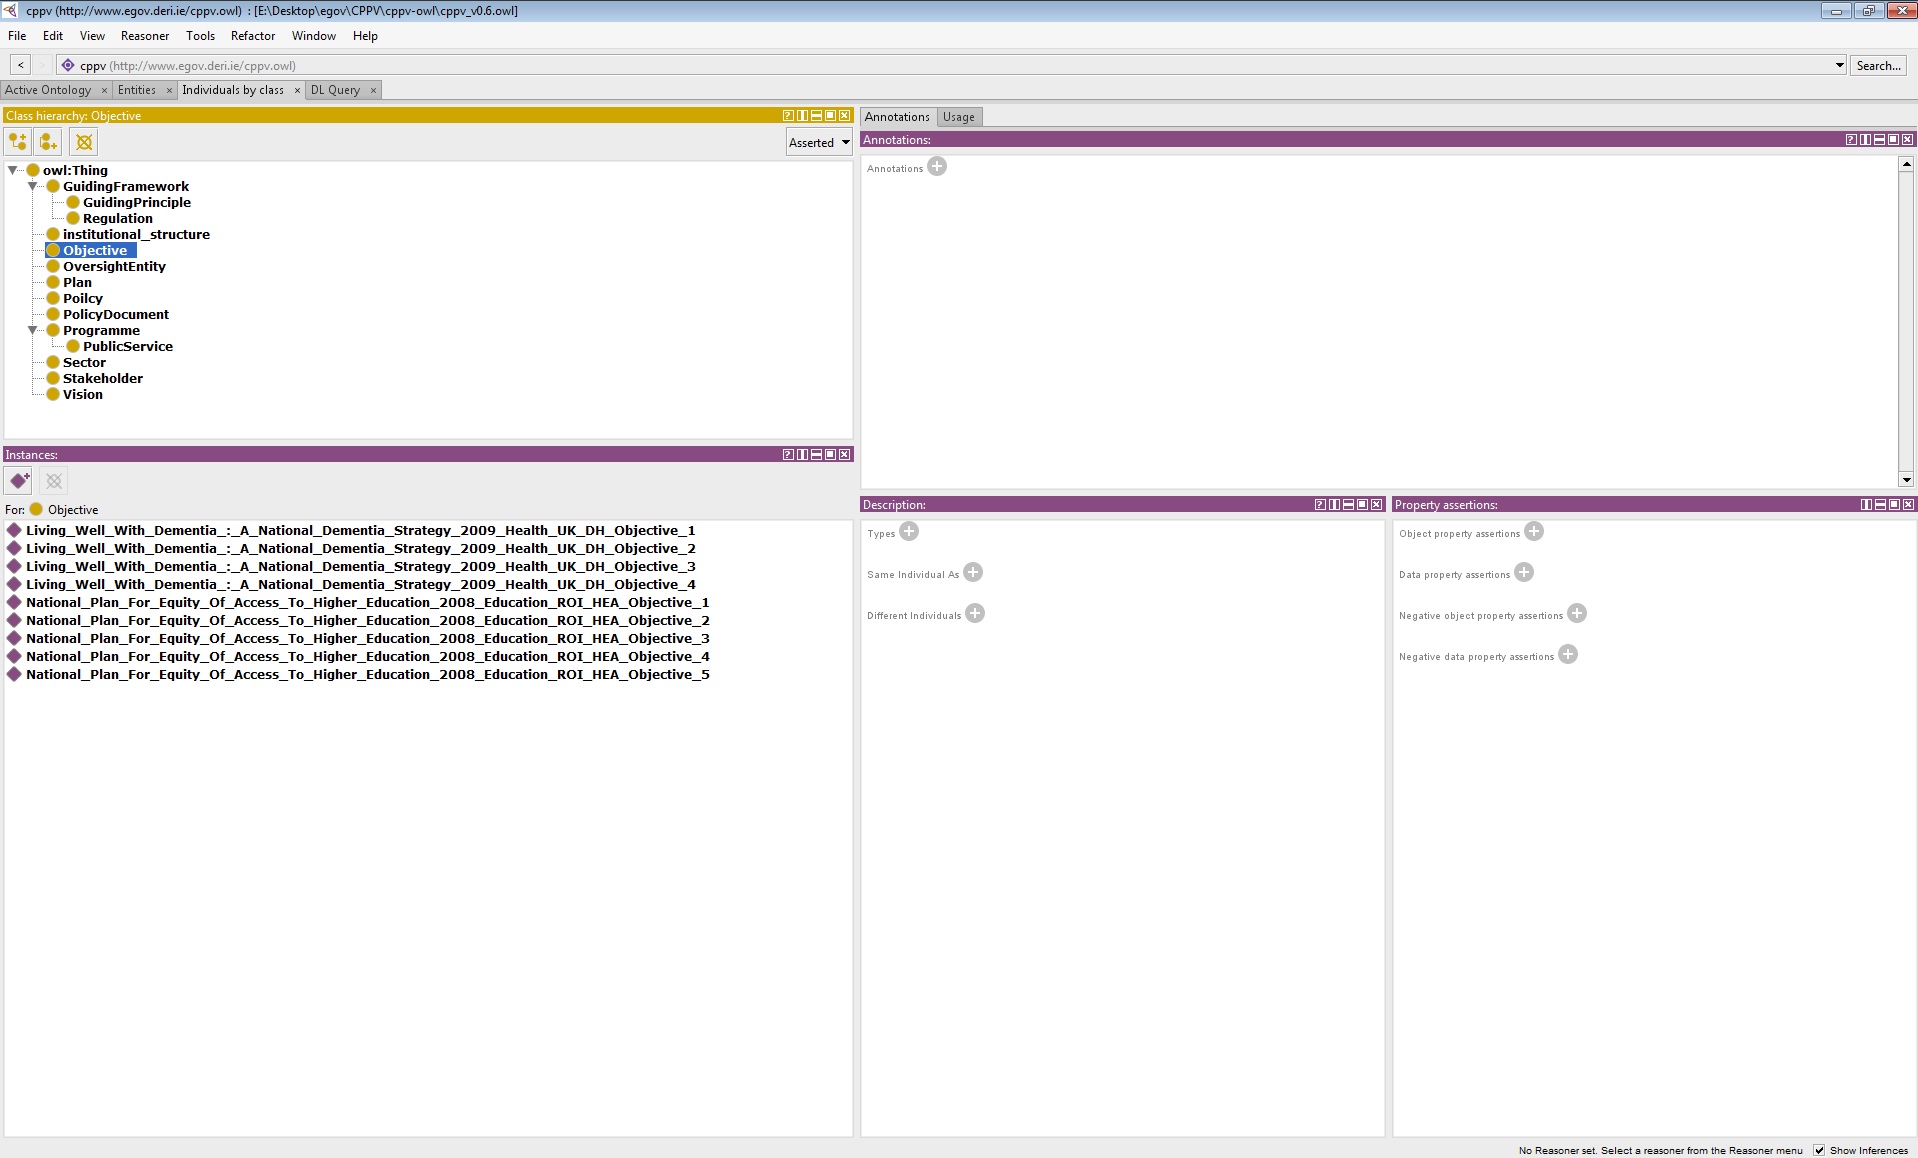 cppv (http://www.egov.deri.ie/cppv.owl) : [E:\Desktop\egov\CPPV\cppv-owl\cppv_v0.6.owl]
File Edit View Reasoner Tools Refactor Window Help
< > cppv (http://www.egov.deri.ie/cppv.owl) Search...
Active Ontology × Entities × Individuals by class × DL Query ×
Class hierarchy: Objective
Asserted
owl:Thing
GuidingFramework
GuidingPrinciple
Regulation
institutional_structure
Objective
OversightEntity
Plan
Poilcy
PolicyDocument
Programme
PublicService
Sector
Stakeholder
Vision
Instances:
For: Objective
Living_Well_With_Dementia_:_A_National_Dementia_Strategy_2009_Health_UK_DH_Objective_1
Living_Well_With_Dementia_:_A_National_Dementia_Strategy_2009_Health_UK_DH_Objective_2
Living_Well_With_Dementia_:_A_National_Dementia_Strategy_2009_Health_UK_DH_Objective_3
Living_Well_With_Dementia_:_A_National_Dementia_Strategy_2009_Health_UK_DH_Objective_4
National_Plan_For_Equity_Of_Access_To_Higher_Education_2008_Education_ROI_HEA_Objective_1
National_Plan_For_Equity_Of_Access_To_Higher_Education_2008_Education_ROI_HEA_Objective_2
National_Plan_For_Equity_Of_Access_To_Higher_Education_2008_Education_ROI_HEA_Objective_3
National_Plan_For_Equity_Of_Access_To_Higher_Education_2008_Education_ROI_HEA_Objective_4
National_Plan_For_Equity_Of_Access_To_Higher_Education_2008_Education_ROI_HEA_Objective_5
Annotations Usage
Annotations:
Annotations
Description:
Types
Same Individual As
Different Individuals
Property assertions:
Object property assertions
Data property assertions
Negative object property assertions
Negative data property assertions
No Reasoner set. Select a reasoner from the Reasoner menu Show Inferences